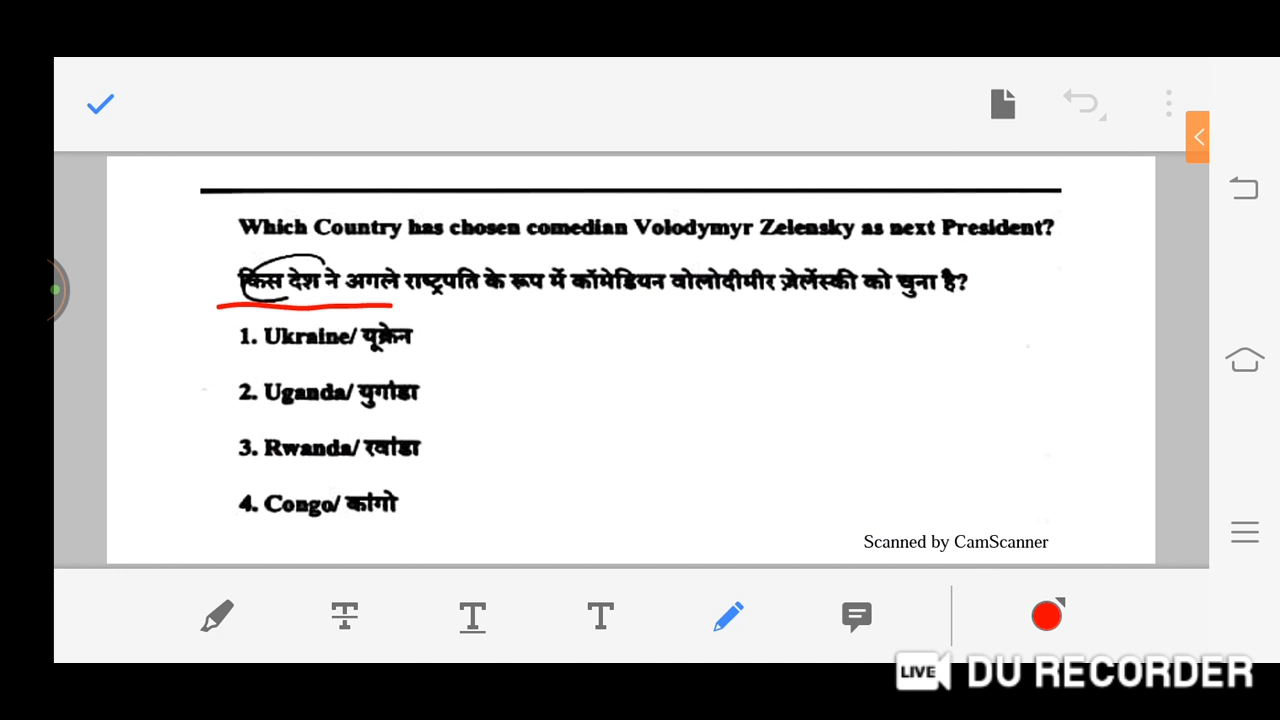 Which Country has chosen comedian Volodymyr Zelensky as next President?
किस देश ने अगले राष्ट्रपति के रूप में कॉमेडियन वोलोदीमीर ज़ेलेंस्की को चुना है?
1. Ukraine/ यूक्रेन
2. Uganda/ युगांडा
3. Rwanda/ रवांडा
4. Congo/ कांगो
Scanned by CamScanner
T T T
LIVE DU RECORDER